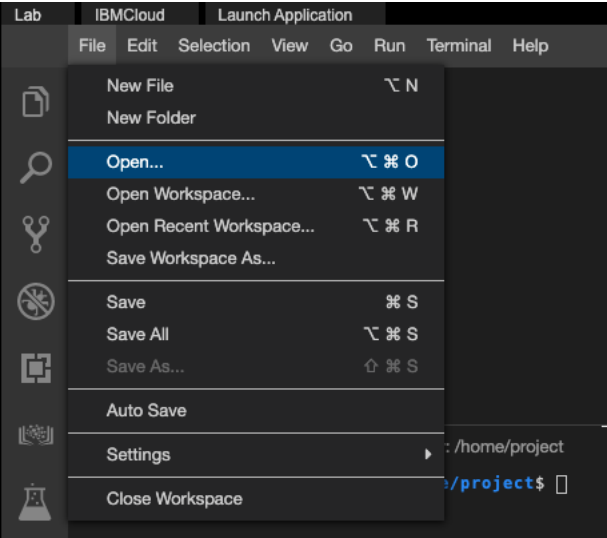 Lab IBMCloud Launch Application
File Edit Selection View Go Run Terminal Help
New File ⌥ N
New Folder
Open... ⌥ ⌘ O
Open Workspace... ⌥ ⌘ W
Open Recent Workspace... ⌥ ⌘ R
Save Workspace As...
Save ⌘ S
Save All ⌥ ⌘ S
Save As... ⇧ ⌘ S
Auto Save
Settings
: /home/project
/project$
Close Workspace